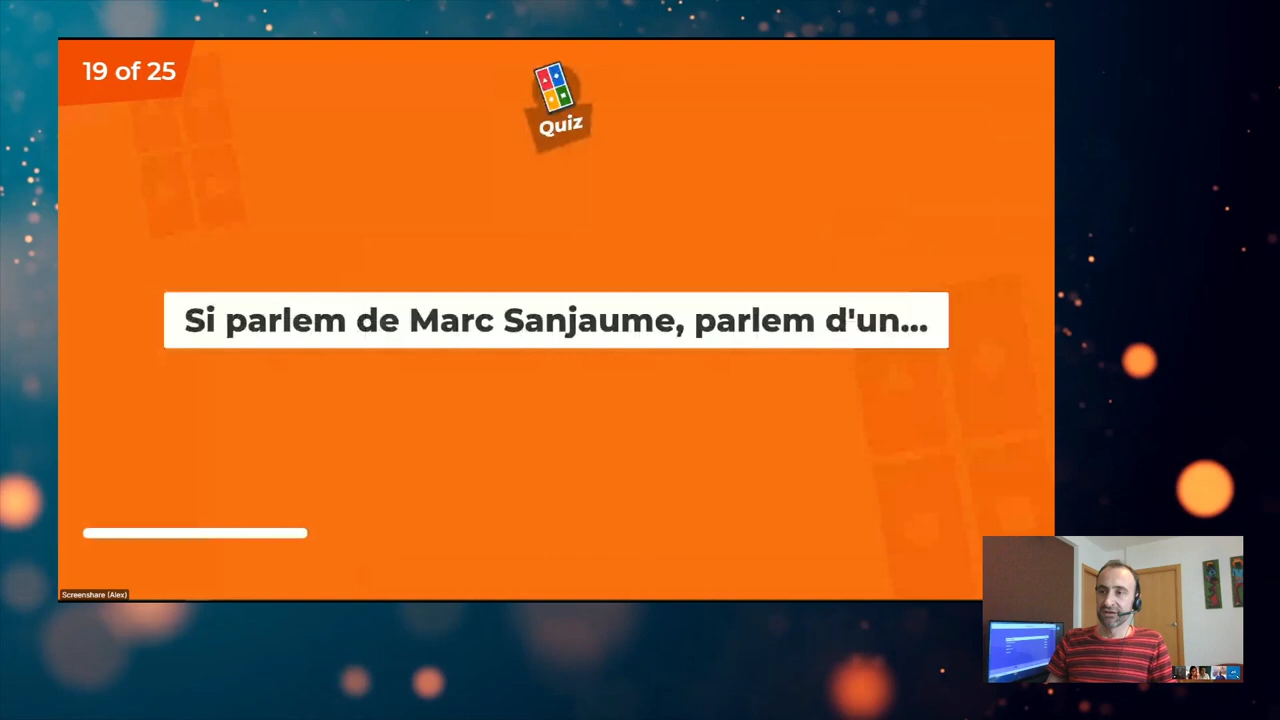 19 of 25
Quiz
Si parlem de Marc Sanjaume, parlem d'un...
Screenshare (Alex)